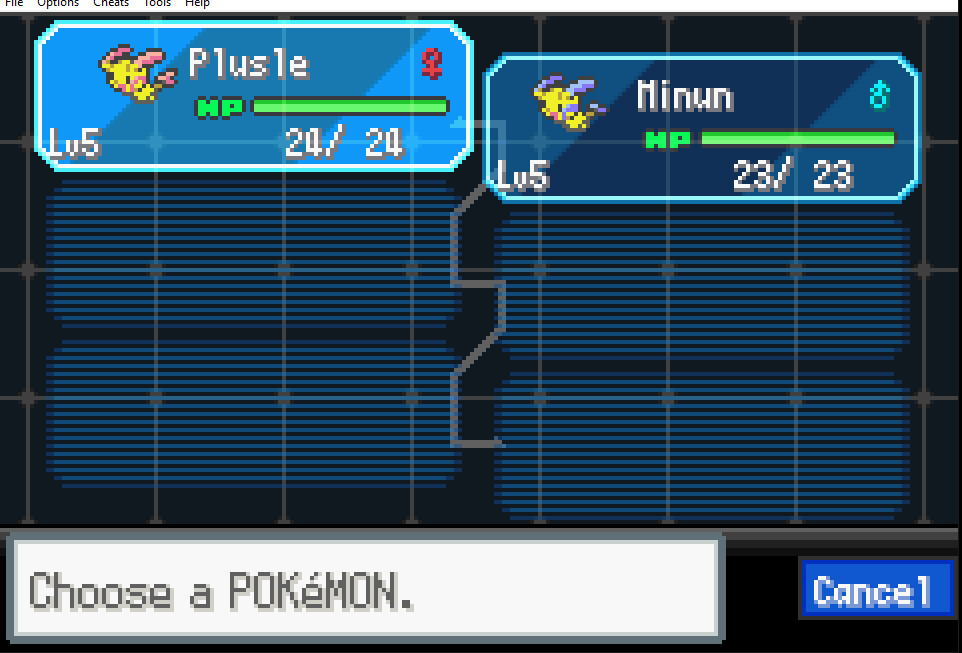 File Options Cheats Tools Help
Plusle ♀
HP
Lv5 24/ 24
Minun ♂
HP
Lv5 23/ 23
Choose a POKéMON.
Cancel